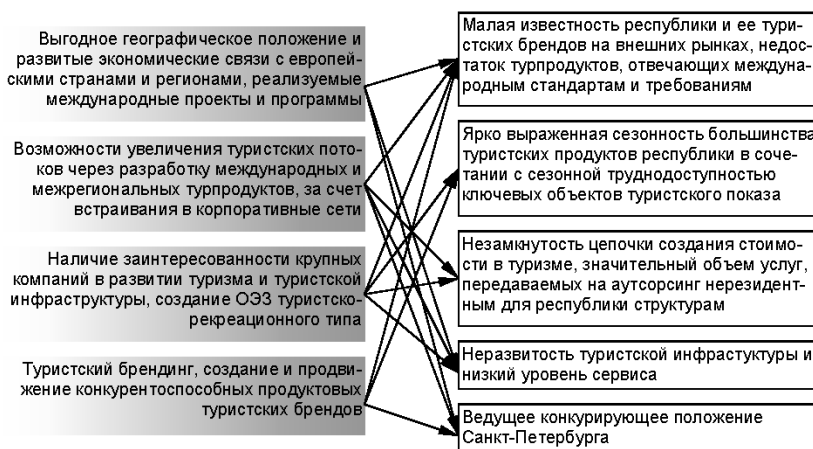 Выгодное географическое положение и
развитые экономические связи с европей-
скими странами и регионами, реализуемые
международные проекты и программы
Возможности увеличения туристских пото-
ков через разработку международных и
межрегиональных турпродуктов, за счет
встраивания в корпоративные сети
Наличие заинтересованности крупных
компаний в развитии туризма и туристской
инфраструктуры, создание ОЭЗ туристско-
рекреационного типа
Туристский брендинг, создание и продви-
жение конкурентоспособных продуктовых
туристских брендов
Малая известность республики и ее тури-
стских брендов на внешних рынках, недос-
таток турпродуктов, отвечающих междуна-
родным стандартам и требованиям
Ярко выраженная сезонность большинства
туристских продуктов республики в соче-
тании с сезонной труднодоступностью
ключевых объектов туристского показа
Незамкнутость цепочки создания стоимо-
сти в туризме, значительный объем услуг,
передаваемых на аутсорсинг нерезидент-
ным для республики структурам
Неразвитость туристской инфрастуктуры и
низкий уровень сервиса
Ведущее конкурирующее положение
Санкт-Петербурга